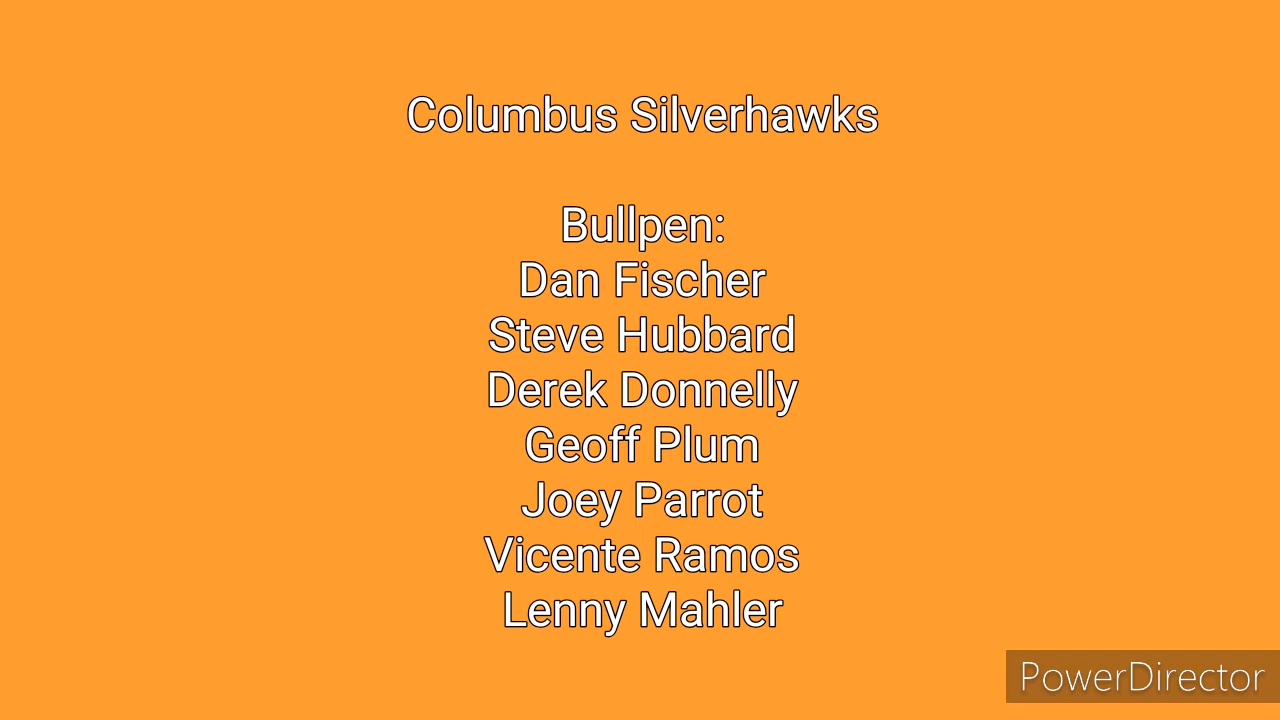 Columbus Silverhawks
Bullpen:
Dan Fischer
Steve Hubbard
Derek Donnelly
Geoff Plum
Joey Parrot
Vicente Ramos
Lenny Mahler
PowerDirector